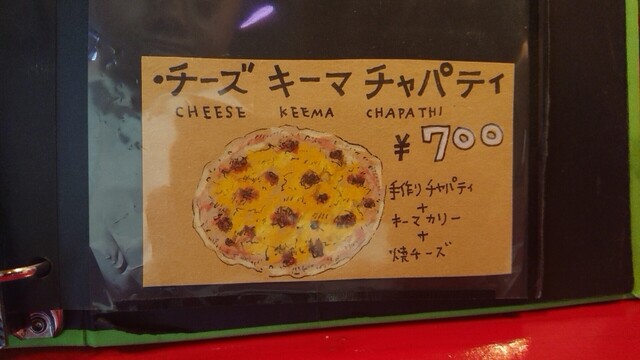 ・チーズ キーマ チャパティ
CHEESE KEEMA CHAPATHI
¥700
手作りチャパティ
+
キーマカリー
+
焼チーズ